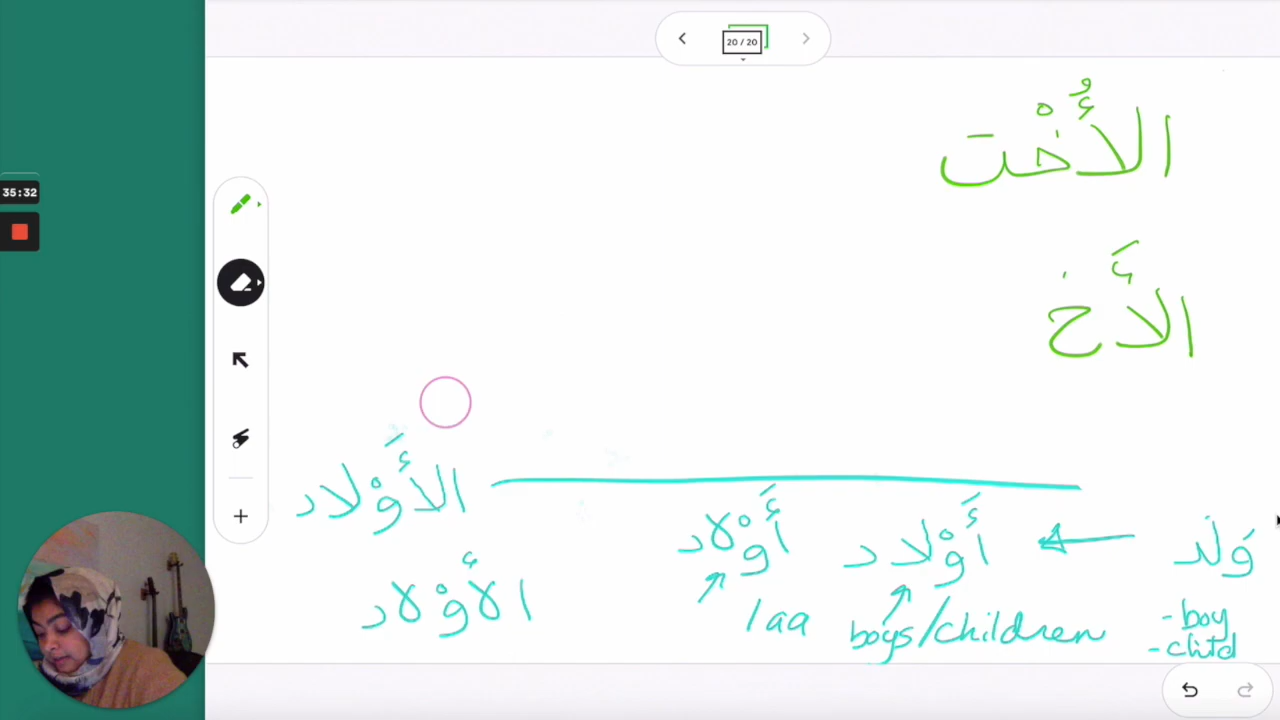 20 / 20
35:32
الأُخْت
الأَخ
الأَوْلاد
وَلَد ← أَوْلاد أَوْلاد
الأَوْلاد
- boy
- child
boys/children
laa